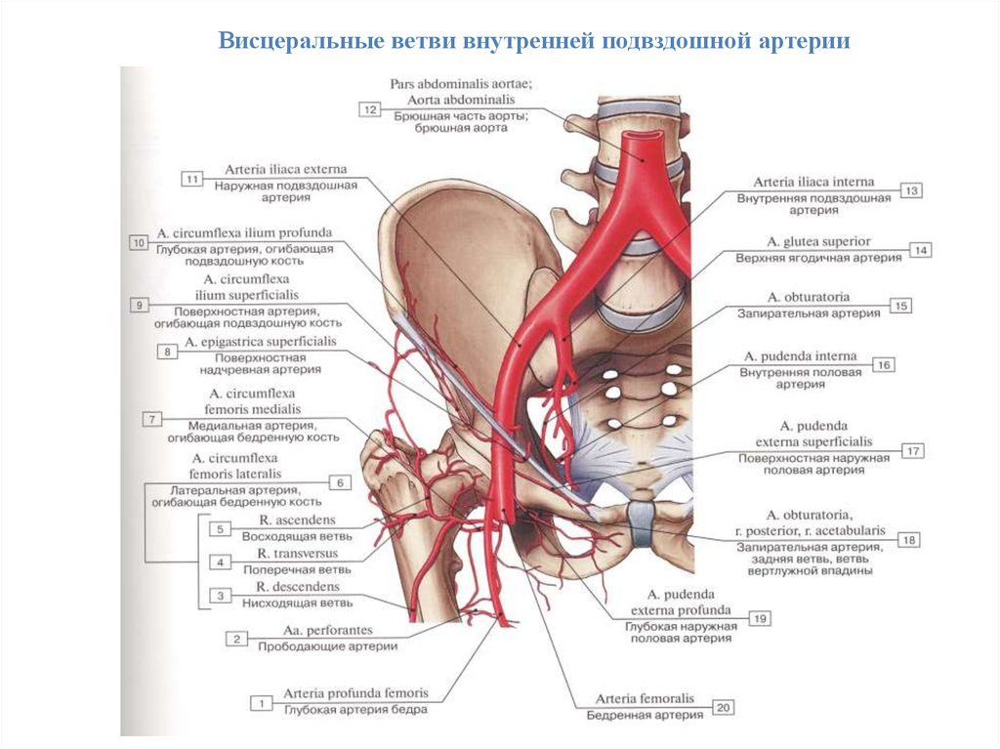 Висцеральные ветви внутренней подвздошной артерии
Pars abdominalis aortae;
Aorta abdominalis
12
Брюшная часть аорты;
брюшная аорта
Arteria iliaca externa
11
Наружная подвздошная
артерия
A. circumflexa ilium profunda
10
Глубокая артерия, огибающая
подвздошную кость
A. circumflexa
ilium superficialis
9
Поверхностная артерия,
огибающая подвздошную кость
A. epigastrica superficialis
8
Поверхностная
надчревная артерия
A. circumflexa
femoris medialis
7
Медиальная артерия,
огибающая бедренную кость
A. circumflexa
femoris lateralis
6
Латеральная артерия,
огибающая бедренную кость
R. ascendens
5
Восходящая ветвь
R. transversus
4
Поперечная ветвь
R. descendens
3
Нисходящая ветвь
Aa. perforantes
2
Прободающие артерии
Arteria profunda femoris
1
Глубокая артерия бедра
Arteria iliaca interna
13
Внутренняя подвздошная
артерия
A. glutea superior
14
Верхняя ягодичная артерия
A. obturatoria
15
Запирательная артерия
A. pudenda interna
16
Внутренняя половая
артерия
A. pudenda
externa superficialis
17
Поверхностная наружная
половая артерия
A. obturatoria,
r. posterior, r. acetabularis
18
Запирательная артерия,
задняя ветвь, ветвь
вертлужной впадины
A. pudenda
externa profunda
19
Глубокая наружная
половая артерия
Arteria femoralis
20
Бедренная артерия